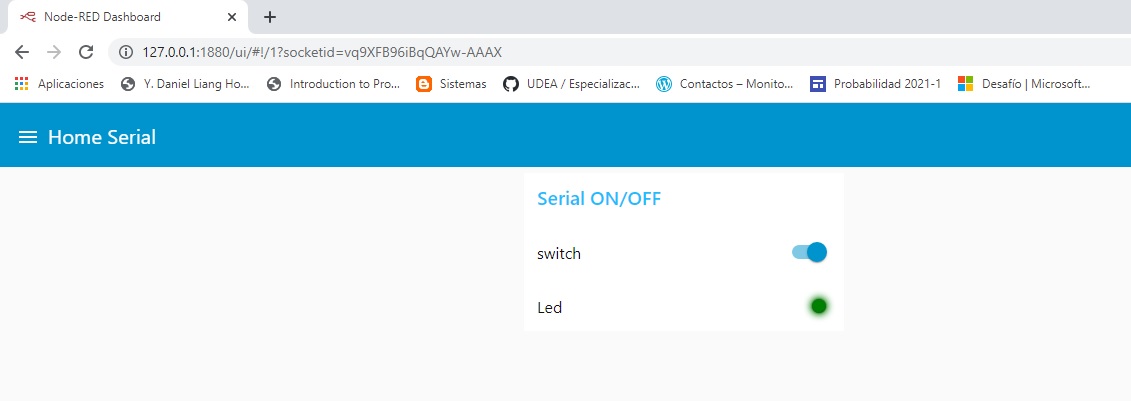 Node-RED Dashboard
127.0.0.1:1880/ui/#!/1?socketid=vq9XFB96iBqQAYw-AAAX
Aplicaciones Y. Daniel Liang Ho... Introduction to Pro... Sistemas UDEA / Especializac... Contactos – Monito... Probabilidad 2021-1 Desafío | Microsoft...
Home Serial
Serial ON/OFF
switch
Led